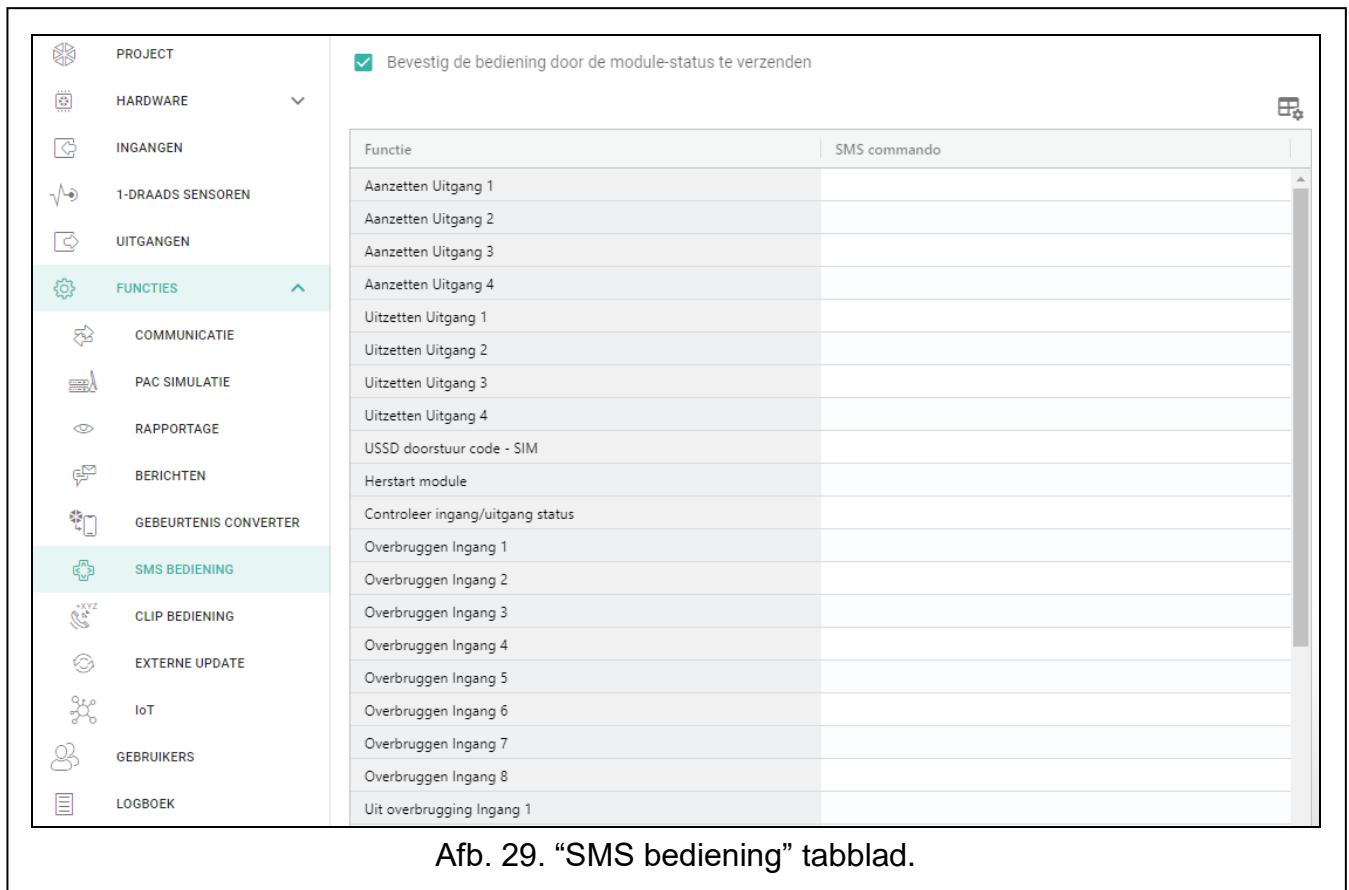 PROJECT
HARDWARE
INGANGEN
1-DRAADS SENSOREN
UITGANGEN
FUNCTIES
COMMUNICATIE
PAC SIMULATIE
RAPPORTAGE
BERICHTEN
GEBEURTENIS CONVERTER
SMS BEDIENING
+XYZ
CLIP BEDIENING
EXTERNE UPDATE
IoT
GEBRUIKERS
LOGBOEK
Bevestig de bediening door de module-status te verzenden
Functie SMS commando
Aanzetten Uitgang 1
Aanzetten Uitgang 2
Aanzetten Uitgang 3
Aanzetten Uitgang 4
Uitzetten Uitgang 1
Uitzetten Uitgang 2
Uitzetten Uitgang 3
Uitzetten Uitgang 4
USSD doorstuur code - SIM
Herstart module
Controleer ingang/uitgang status
Overbruggen Ingang 1
Overbruggen Ingang 2
Overbruggen Ingang 3
Overbruggen Ingang 4
Overbruggen Ingang 5
Overbruggen Ingang 6
Overbruggen Ingang 7
Overbruggen Ingang 8
Uit overbrugging Ingang 1
Afb. 29. “SMS bediening” tabblad.